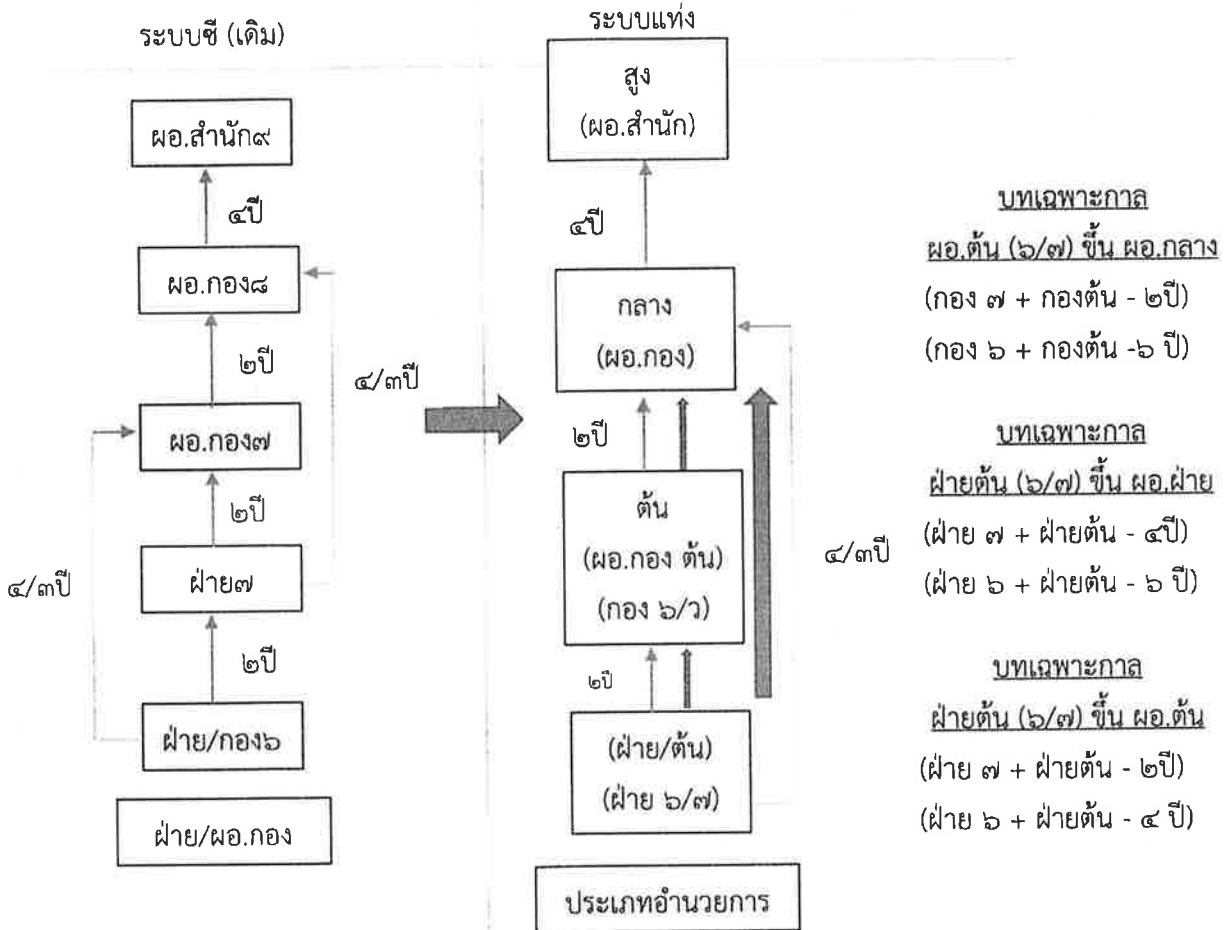 ระบบซี (เดิม)
ผอ.สำนัก๙
๔ปี
ผอ.กอง๘
๒ปี
๔/๓ปี
ผอ.กอง๗
๒ปี
ฝ่าย๗
๔/๓ปี
๒ปี
ฝ่าย/กอง๖
ฝ่าย/ผอ.กอง
ระบบแท่ง
สูง
(ผอ.สำนัก)
๔ปี
กลาง
(ผอ.กอง)
๒ปี
ต้น
(ผอ.กอง ต้น)
(กอง ๖/ว)
๔/๓ปี
๒ปี
(ฝ่าย/ต้น)
(ฝ่าย ๖/๗)
ประเภทอำนวยการ
บทเฉพาะกาล
ผอ.ต้น (๖/๗) ขึ้น ผอ.กลาง
(กอง ๗ + กองต้น - ๒ปี)
(กอง ๖ + กองต้น -๖ ปี)
บทเฉพาะกาล
ฝ่ายต้น (๖/๗) ขึ้น ผอ.ฝ่าย
(ฝ่าย ๗ + ฝ่ายต้น - ๔ปี)
(ฝ่าย ๖ + ฝ่ายต้น - ๖ ปี)
บทเฉพาะกาล
ฝ่ายต้น (๖/๗) ขึ้น ผอ.ต้น
(ฝ่าย ๗ + ฝ่ายต้น - ๒ปี)
(ฝ่าย ๖ + ฝ่ายต้น - ๔ ปี)